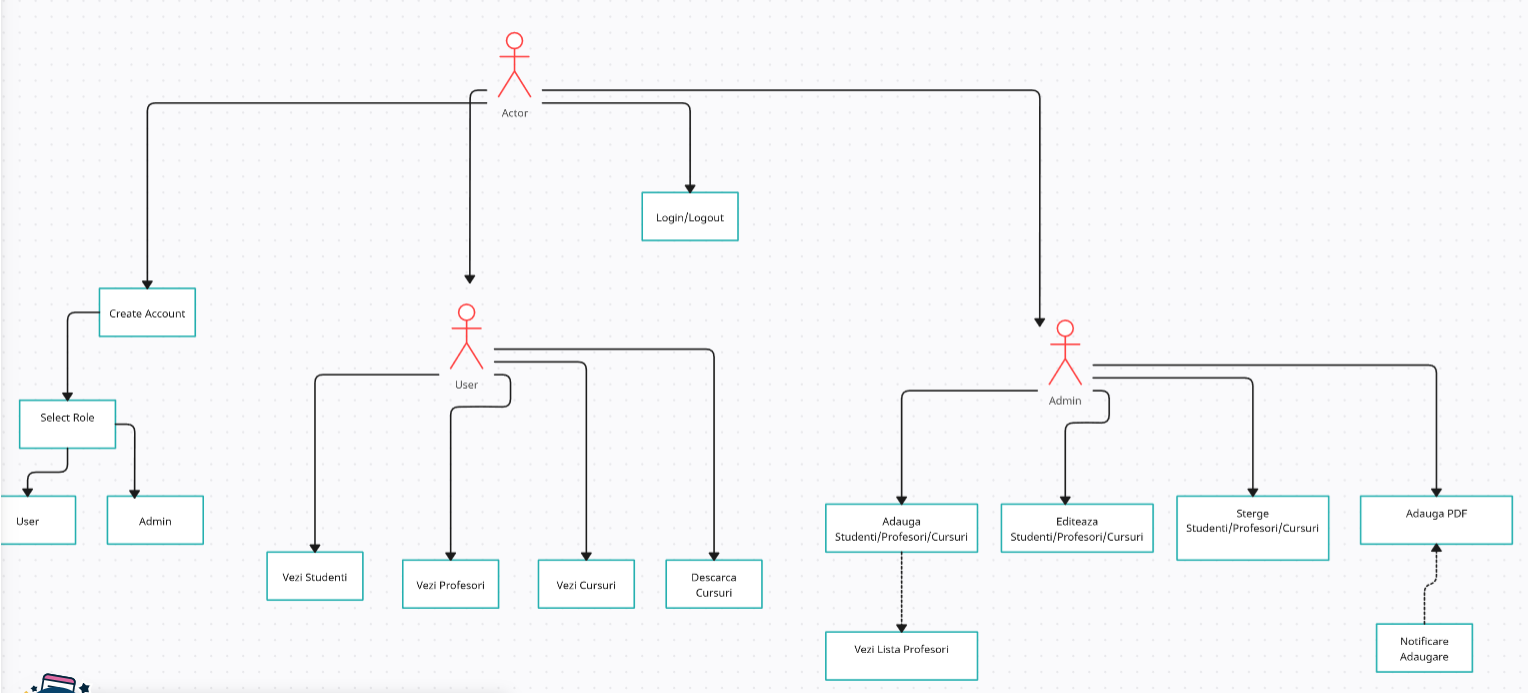 Actor
Login/Logout
Create Account
User
Admin
Select Role
User
Admin
Adauga
Studenti/Profesori/Cursuri
Editeaza
Studenti/Profesori/Cursuri
Sterge
Studenti/Profesori/Cursuri
Adauga PDF
Vezi Studenti
Vezi Profesori
Vezi Cursuri
Descarca
Cursuri
Vezi Lista Profesori
Notificare
Adaugare